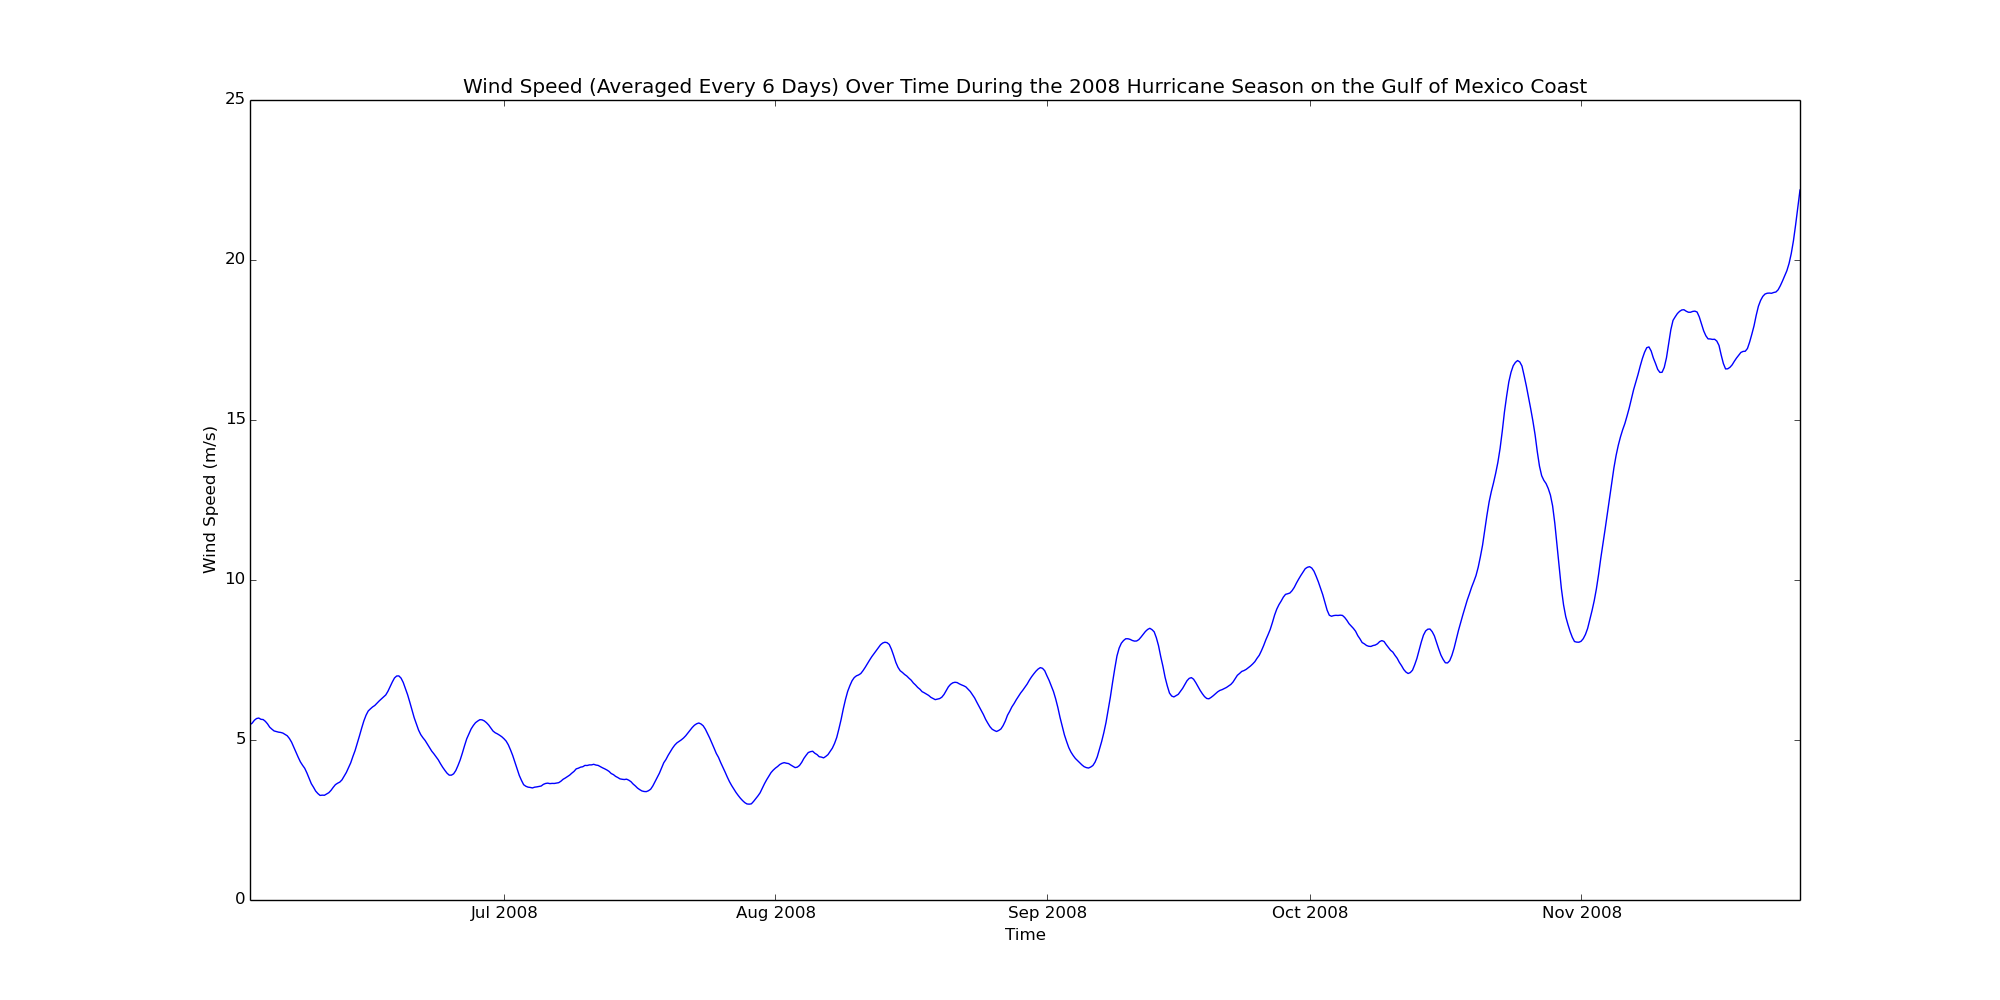 Wind Speed (Averaged Every 6 Days) Over Time During the 2008 Hurricane Season on the Gulf of Mexico Coast
25
20
15
10
5
0
Wind Speed (m/s)
Jul 2008
Aug 2008
Sep 2008
Oct 2008
Nov 2008
Time